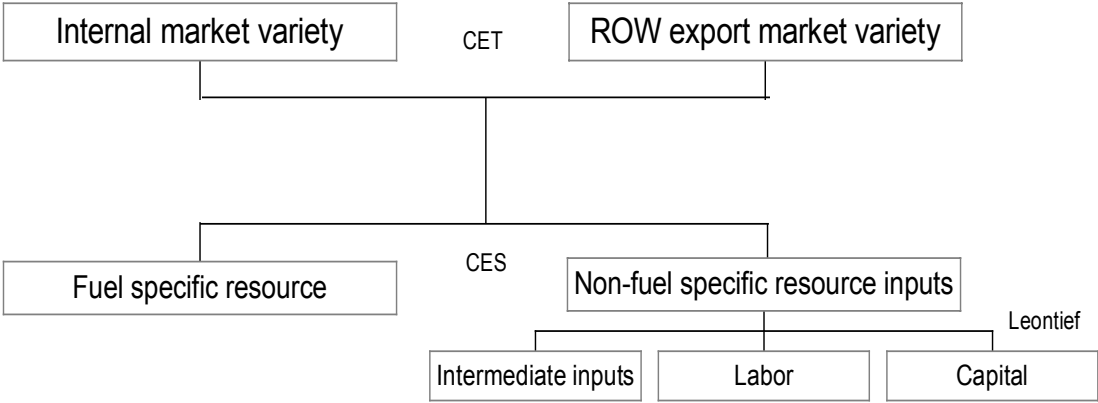 Internal market variety
CET
ROW export market variety
Fuel specific resource
CES
Non-fuel specific resource inputs
Leontief
Intermediate inputs
Labor
Capital